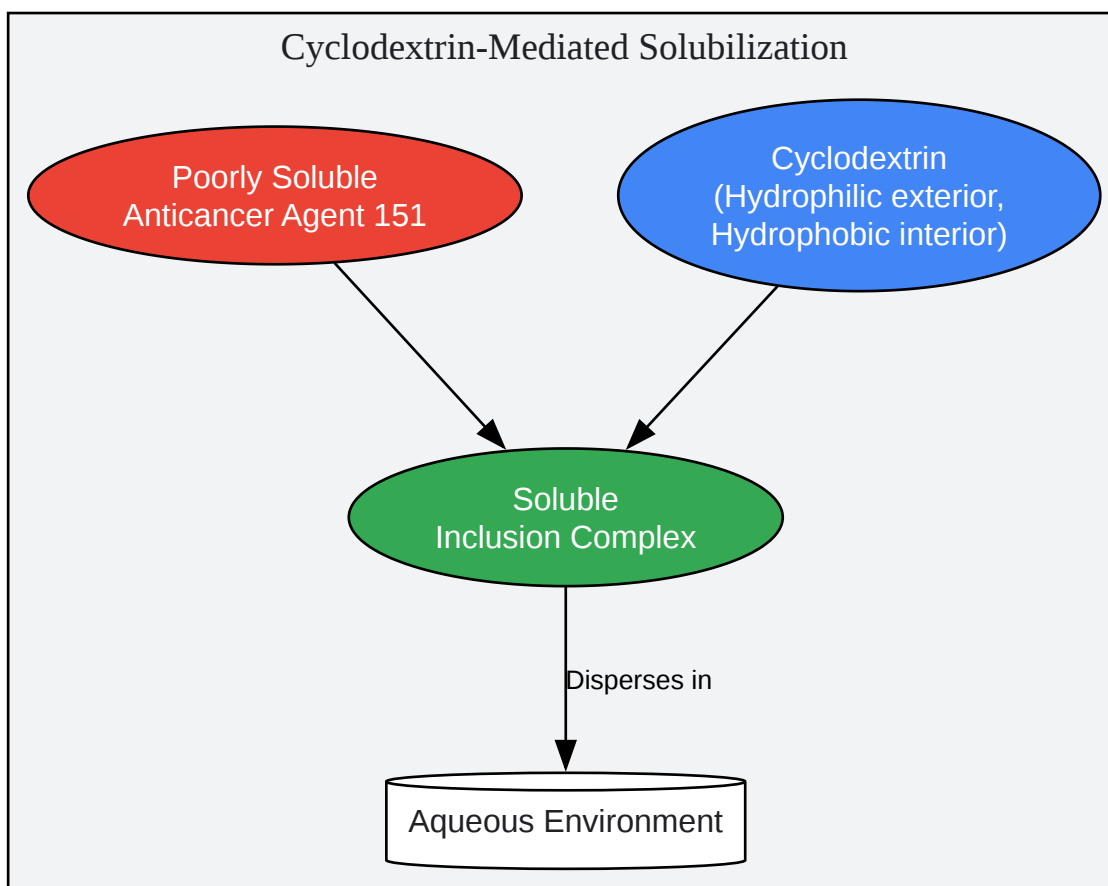 Cyclodextrin-Mediated Solubilization
Poorly Soluble
Anticancer Agent 151
Cyclodextrin
(Hydrophilic exterior,
Hydrophobic interior)
Soluble
Inclusion Complex
Disperses in
Aqueous Environment